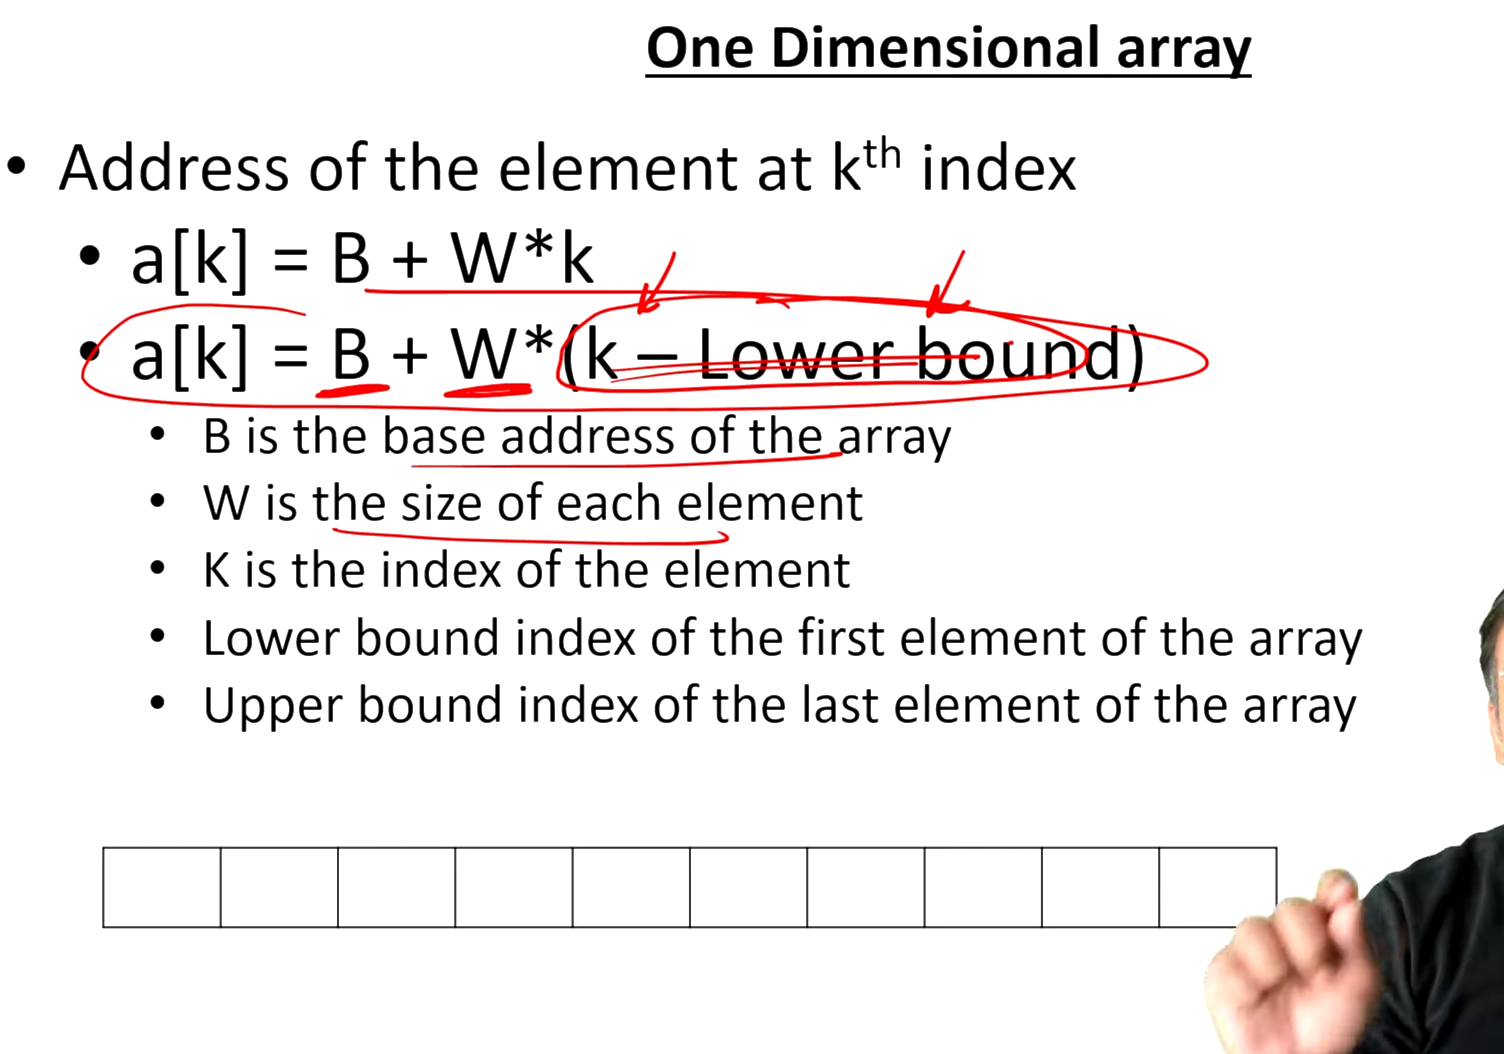 One Dimensional array
• Address of the element at kᵗʰ index
• a[k] = B + W*k
• a[k] = B + W*(k – Lower bound)
• B is the base address of the array
• W is the size of each element
• K is the index of the element
• Lower bound index of the first element of the array
• Upper bound index of the last element of the array